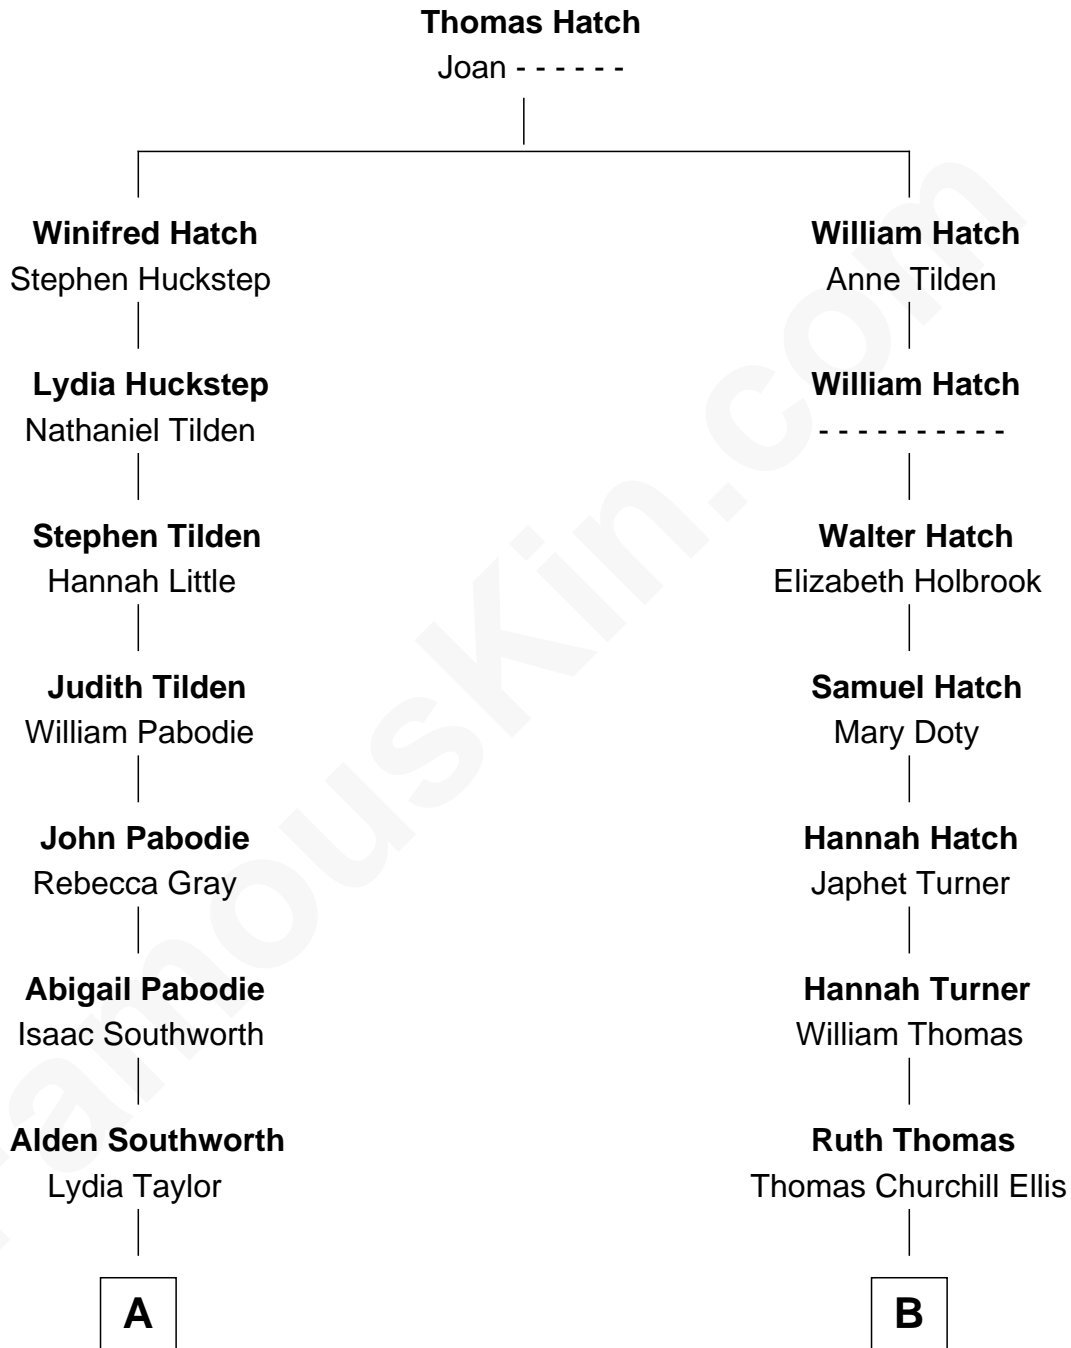 Thomas Hatch
Joan - - - - - -
Winifred Hatch
Stephen Huckstep
William Hatch
Anne Tilden
Lydia Huckstep
Nathaniel Tilden
William Hatch
- - - - - - - - - -
Stephen Tilden
Hannah Little
Walter Hatch
Elizabeth Holbrook
Judith Tilden
William Pabodie
Samuel Hatch
Mary Doty
John Pabodie
Rebecca Gray
Hannah Hatch
Japhet Turner
Abigail Pabodie
Isaac Southworth
Hannah Turner
William Thomas
Alden Southworth
Lydia Taylor
Ruth Thomas
Thomas Churchill Ellis
A
B
FamousKin.com